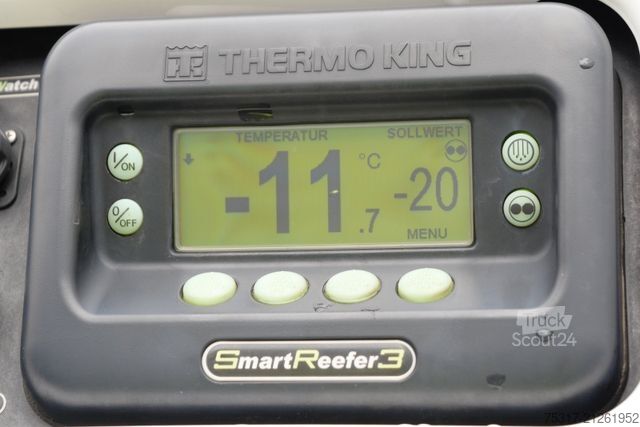 THERMO KING
Watch
TEMPERATUR SOLLWERT
I/ON
-11.7 °C -20
0/OFF
MENU
SmartReefer3
Truck
Scout24